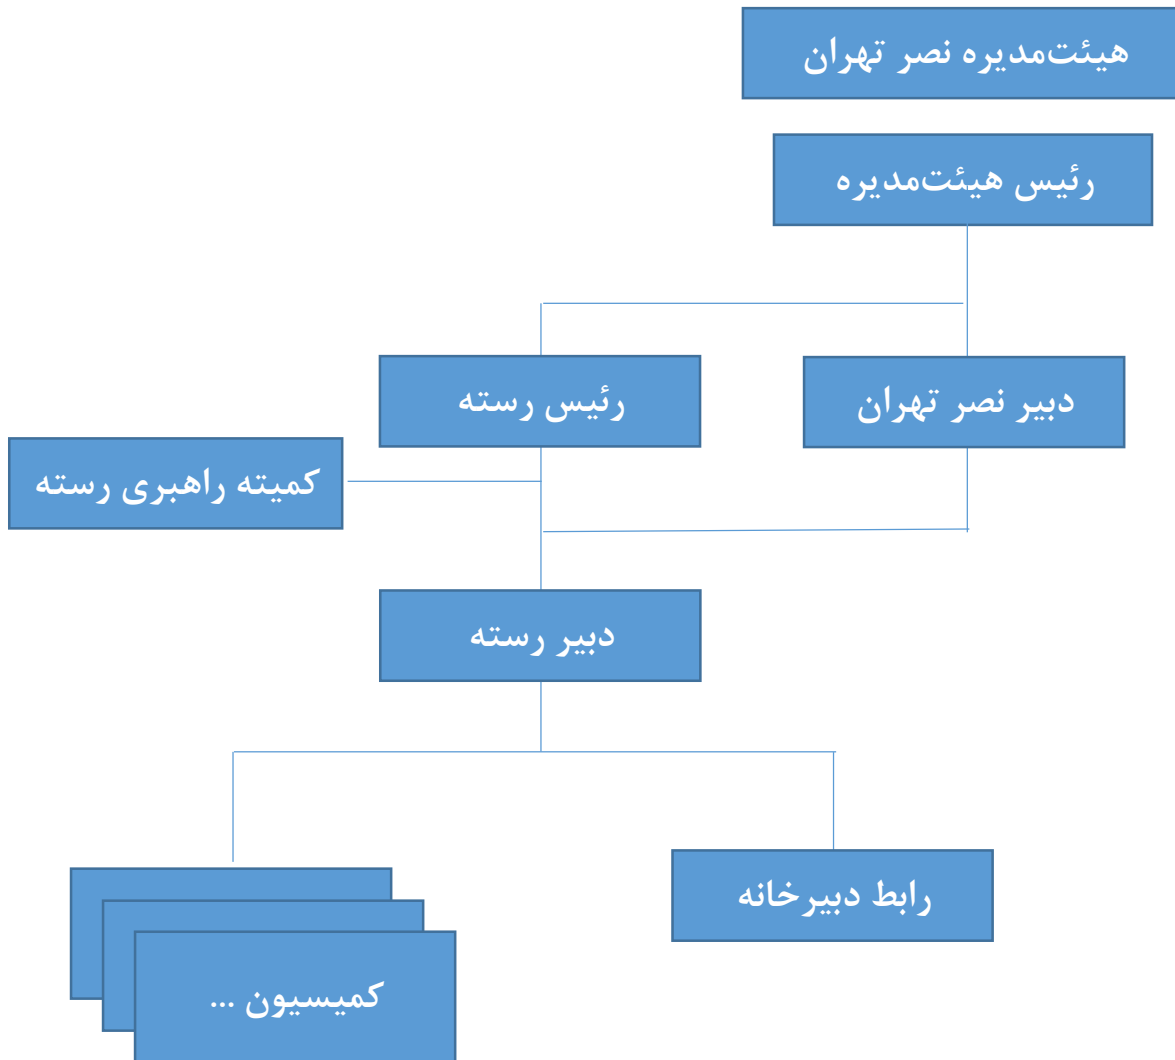 هیئت‌مدیره نصر تهران
رئیس هیئت‌مدیره
دبیر نصر تهران
رئیس رسته
کمیته راهبری رسته
دبیر رسته
رابط دبیرخانه
کمیسیون ...